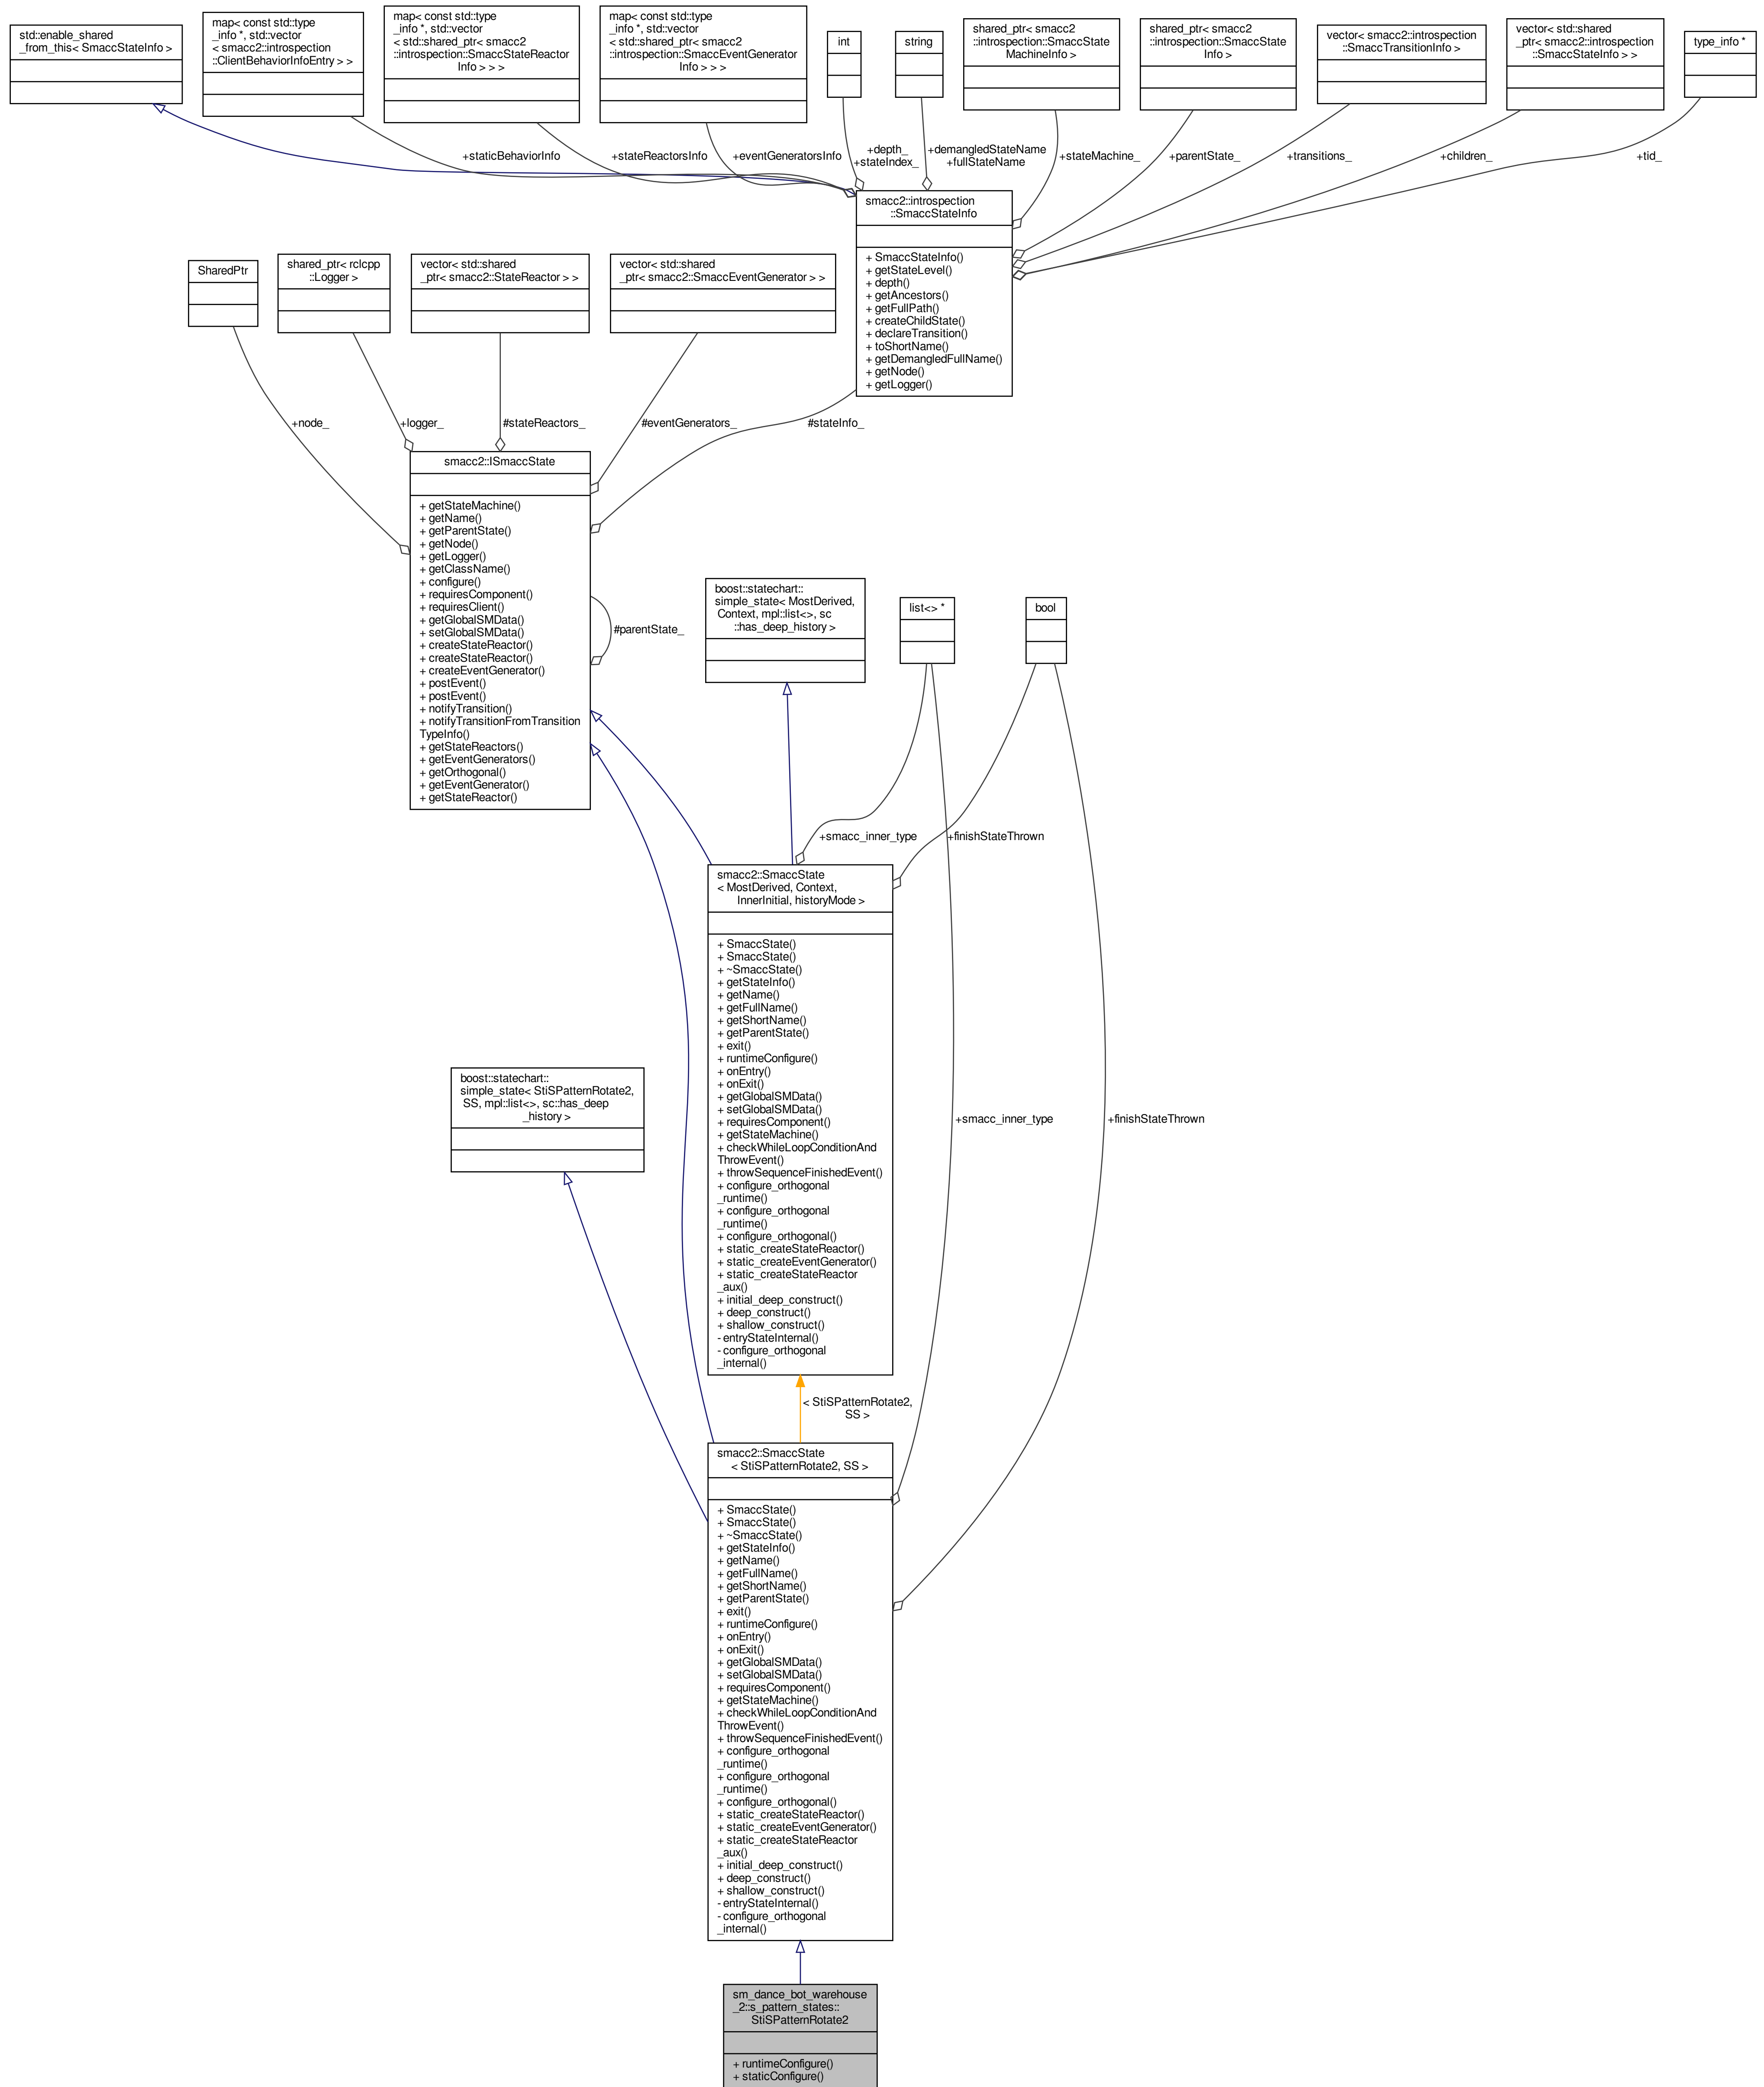 std::enable_shared
_from_this< SmaccStateInfo >
map< const std::type
_info *, std::vector
< smacc2::introspection
::ClientBehaviorInfoEntry > >
map< const std::type
_info *, std::vector
< std::shared_ptr< smacc2
::introspection::SmaccStateReactor
Info > > >
map< const std::type
_info *, std::vector
< std::shared_ptr< smacc2
::introspection::SmaccEventGenerator
Info > > >
int
string
shared_ptr< smacc2
::introspection::SmaccState
MachineInfo >
shared_ptr< smacc2
::introspection::SmaccState
Info >
vector< smacc2::introspection
::SmaccTransitionInfo >
vector< std::shared
_ptr< smacc2::introspection
::SmaccStateInfo > >
type_info *
+staticBehaviorInfo
+stateReactorsInfo
+eventGeneratorsInfo
+depth_
+stateIndex_
+demangledStateName
+fullStateName
+stateMachine_
+parentState_
+transitions_
+children_
+tid_
smacc2::introspection
::SmaccStateInfo
+ SmaccStateInfo()
+ getStateLevel()
+ depth()
+ getAncestors()
+ getFullPath()
+ createChildState()
+ declareTransition()
+ toShortName()
+ getDemangledFullName()
+ getNode()
+ getLogger()
SharedPtr
shared_ptr< rclcpp
::Logger >
vector< std::shared
_ptr< smacc2::StateReactor > >
vector< std::shared
_ptr< smacc2::SmaccEventGenerator > >
+node_
+logger_
#stateReactors_
#eventGenerators_
#stateInfo_
smacc2::ISmaccState
+ getStateMachine()
+ getName()
+ getParentState()
+ getNode()
+ getLogger()
+ getClassName()
+ configure()
+ requiresComponent()
+ requiresClient()
+ getGlobalSMData()
+ setGlobalSMData()
+ createStateReactor()
+ createStateReactor()
+ createEventGenerator()
+ postEvent()
+ postEvent()
+ notifyTransition()
+ notifyTransitionFromTransition
TypeInfo()
+ getStateReactors()
+ getEventGenerators()
+ getOrthogonal()
+ getEventGenerator()
+ getStateReactor()
#parentState_
boost::statechart::
simple_state< MostDerived,
Context, mpl::list<>, sc
::has_deep_history >
list<> *
bool
+smacc_inner_type
+finishStateThrown
smacc2::SmaccState
< MostDerived, Context,
InnerInitial, historyMode >
+ SmaccState()
+ SmaccState()
+ ~SmaccState()
+ getStateInfo()
+ getName()
+ getFullName()
+ getShortName()
+ getParentState()
+ exit()
+ runtimeConfigure()
+ onEntry()
+ onExit()
+ getGlobalSMData()
+ setGlobalSMData()
+ requiresComponent()
+ getStateMachine()
+ checkWhileLoopConditionAnd
ThrowEvent()
+ throwSequenceFinishedEvent()
+ configure_orthogonal
_runtime()
+ configure_orthogonal
_runtime()
+ configure_orthogonal()
+ static_createStateReactor()
+ static_createEventGenerator()
+ static_createStateReactor
_aux()
+ initial_deep_construct()
+ deep_construct()
+ shallow_construct()
- entryStateInternal()
- configure_orthogonal
_internal()
boost::statechart::
simple_state< StiSPatternRotate2,
SS, mpl::list<>, sc::has_deep
_history >
+smacc_inner_type
+finishStateThrown
< StiSPatternRotate2,
SS >
smacc2::SmaccState
< StiSPatternRotate2, SS >
+ SmaccState()
+ SmaccState()
+ ~SmaccState()
+ getStateInfo()
+ getName()
+ getFullName()
+ getShortName()
+ getParentState()
+ exit()
+ runtimeConfigure()
+ onEntry()
+ onExit()
+ getGlobalSMData()
+ setGlobalSMData()
+ requiresComponent()
+ getStateMachine()
+ checkWhileLoopConditionAnd
ThrowEvent()
+ throwSequenceFinishedEvent()
+ configure_orthogonal
_runtime()
+ configure_orthogonal
_runtime()
+ configure_orthogonal()
+ static_createStateReactor()
+ static_createEventGenerator()
+ static_createStateReactor
_aux()
+ initial_deep_construct()
+ deep_construct()
+ shallow_construct()
- entryStateInternal()
- configure_orthogonal
_internal()
sm_dance_bot_warehouse
_2::s_pattern_states::
StiSPatternRotate2
+ runtimeConfigure()
+ staticConfigure()